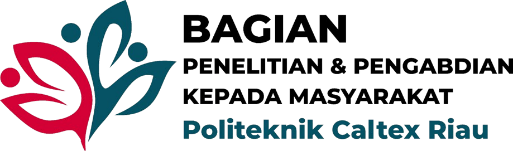 BAGIAN
PENELITIAN & PENGABDIAN
KEPADA MASYARAKAT
Politeknik Caltex Riau